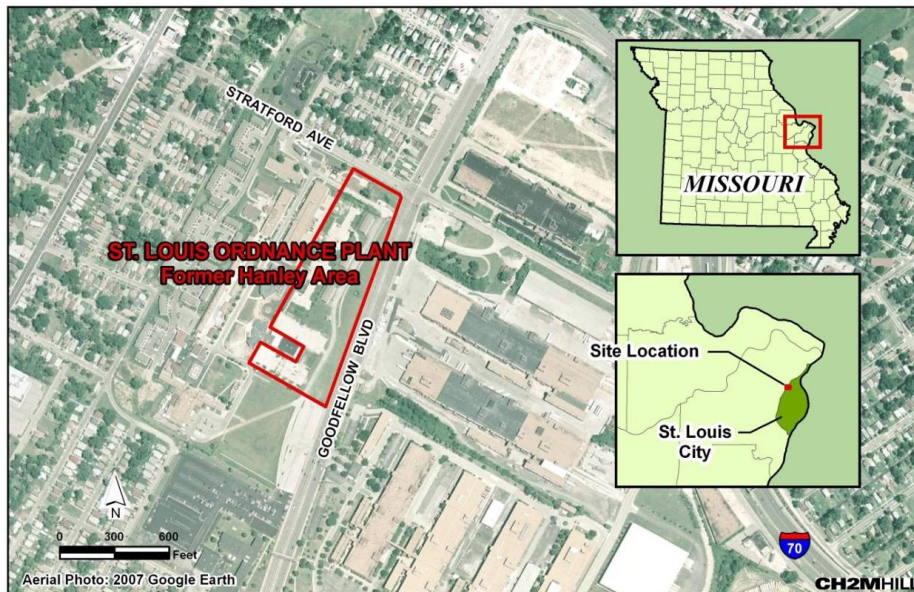 STRATFORD AVE
ST. LOUIS ORDNANCE PLANT
Former Hanley Area
GOODFELLOW BLVD
MISSOURI
Site Location
St. Louis
City
N
0 300 600
Feet
Aerial Photo: 2007 Google Earth
70
CH2MHILL